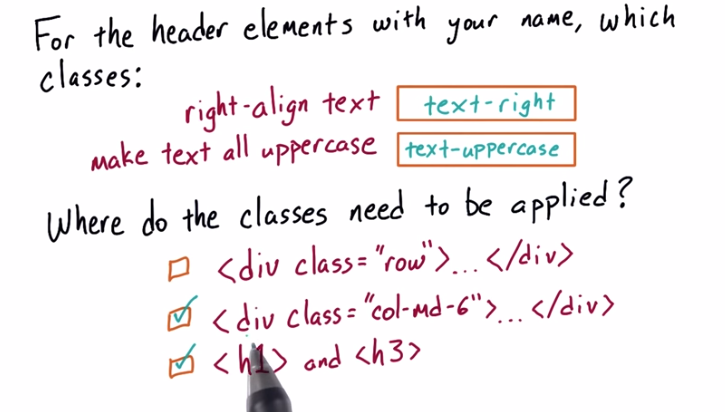 For the header elements with your name, which
classes:
right-align text text-right
make text all uppercase text-uppercase
Where do the classes need to be applied?
<div class="row">...</div>
<div class="col-md-6">...</div>
<h1> and <h3>